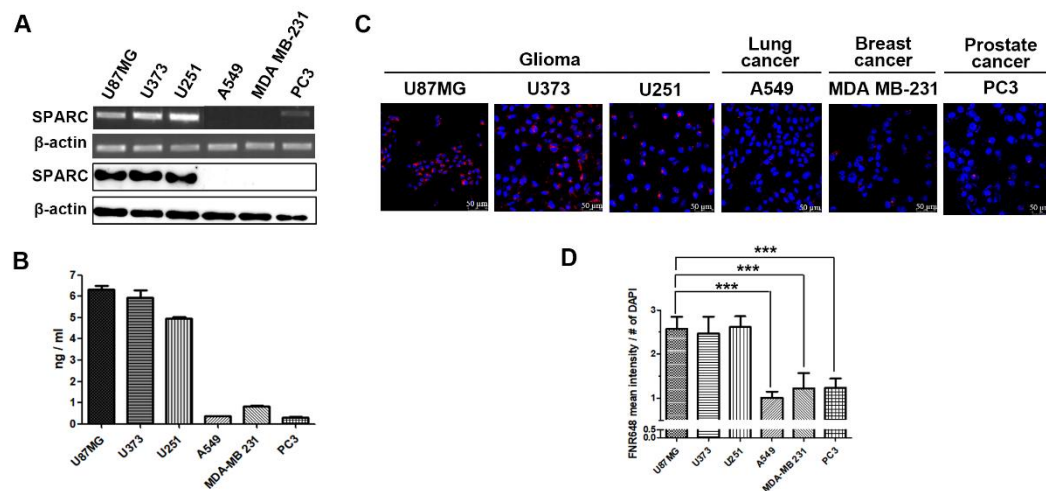 A
U87MG U373 U251 A549 MDA MB-231 PC3
SPARC
β-actin
SPARC
β-actin
B
ng / ml
7
6
5
4
3
2
1
0
U87MG U373 U251 A549 MDA-MB 231 PC3
C
Glioma Lung cancer Breast cancer Prostate cancer
U87MG U373 U251 A549 MDA MB-231 PC3
50 µm 50 µm 50 µm 50 µm 50 µm 50 µm
D
***
***
***
FNR648 mean intensity / # of DAPI
3
2
1
0.5
0.0
U87MG U373 U251 A549 MDA-MB 231 PC3